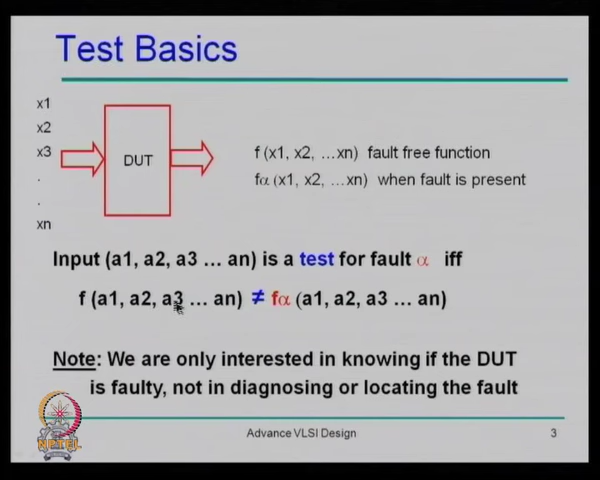 Test Basics
x1
x2
x3
.
.
xn
DUT
f (x1, x2, …xn) fault free function
fα (x1, x2, …xn) when fault is present
Input (a1, a2, a3 … an) is a test for fault α iff
f (a1, a2, a3 … an) ≠ fα (a1, a2, a3 … an)
Note: We are only interested in knowing if the DUT
is faulty, not in diagnosing or locating the fault
NPTEL
Advance VLSI Design
3